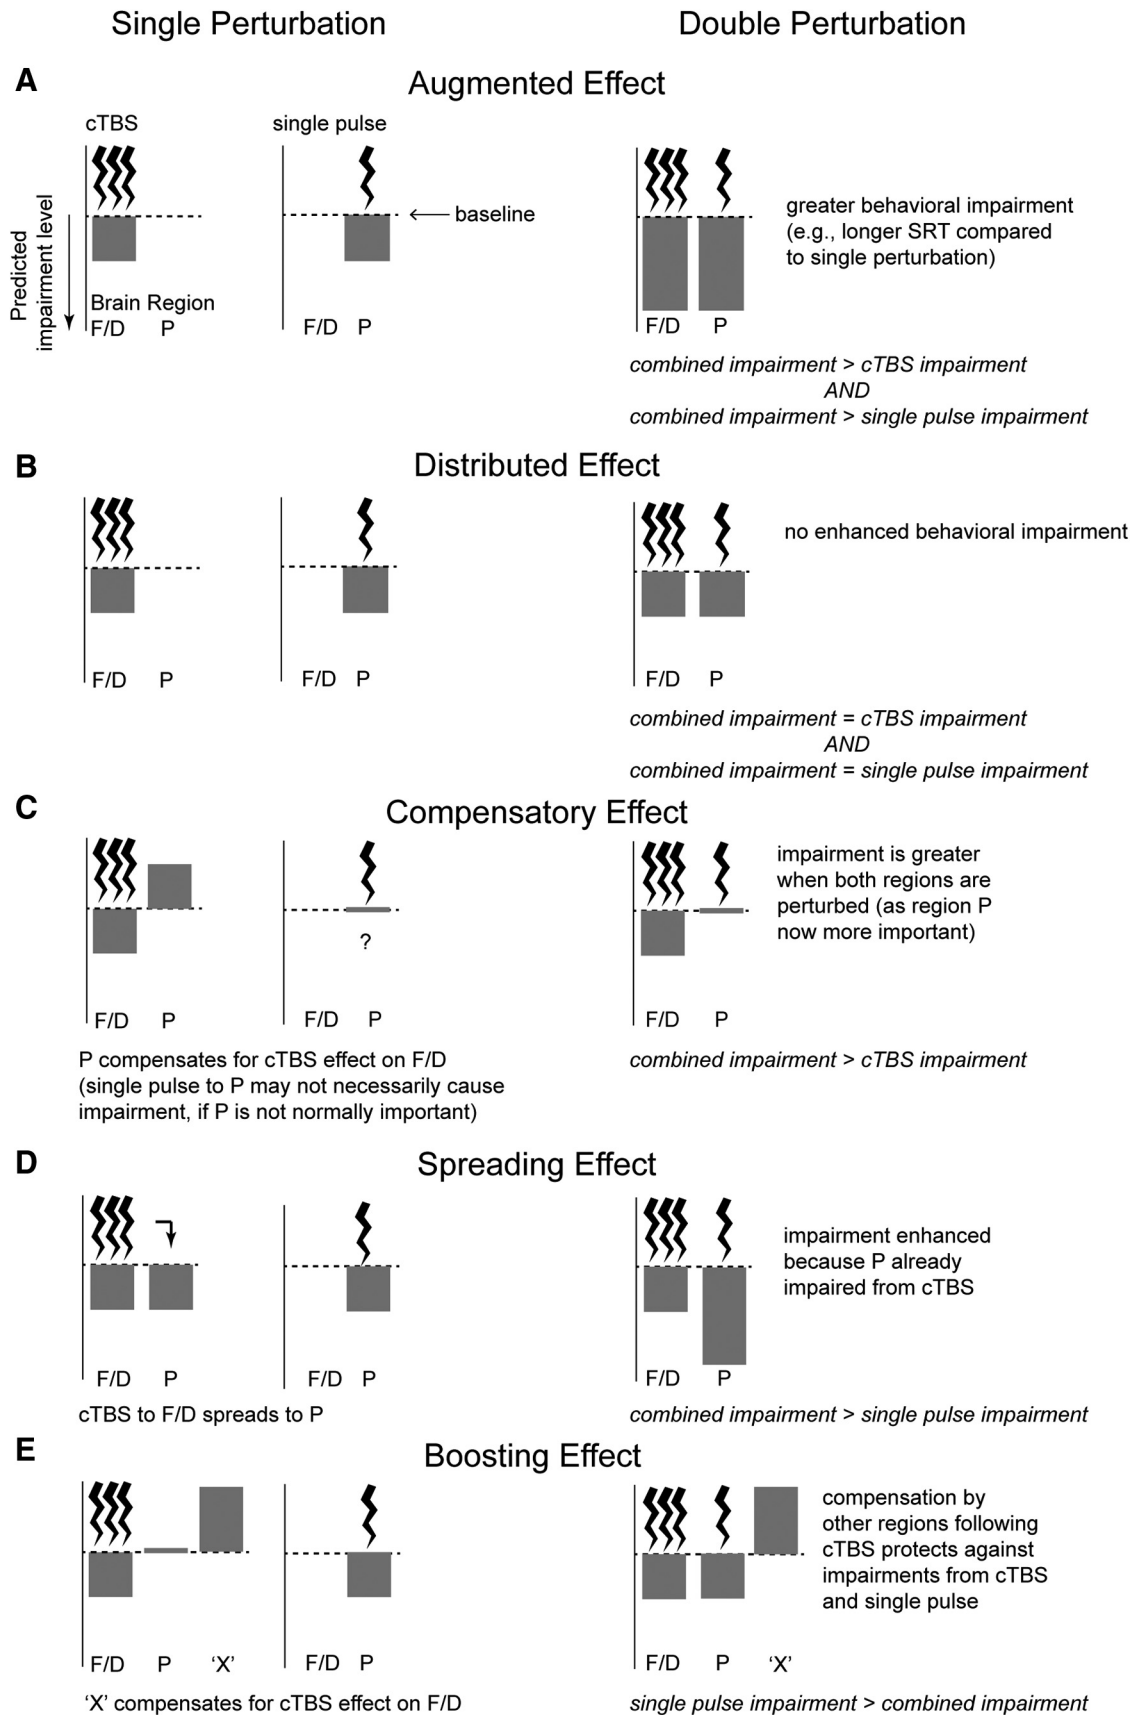 Single Perturbation
Double Perturbation
A
Augmented Effect
cTBS
single pulse
Predicted
impairment level
baseline
greater behavioral impairment
(e.g., longer SRT compared
to single perturbation)
Brain Region
F/D P
F/D P
F/D P
combined impairment > cTBS impairment
AND
combined impairment > single pulse impairment
B
Distributed Effect
no enhanced behavioral impairment
F/D P
F/D P
F/D P
combined impairment = cTBS impairment
AND
combined impairment = single pulse impairment
C
Compensatory Effect
impairment is greater
when both regions are
perturbed (as region P
now more important)
?
F/D P
F/D P
F/D P
P compensates for cTBS effect on F/D
(single pulse to P may not necessarily cause
impairment, if P is not normally important)
combined impairment > cTBS impairment
D
Spreading Effect
impairment enhanced
because P already
impaired from cTBS
F/D P
F/D P
F/D P
cTBS to F/D spreads to P
combined impairment > single pulse impairment
E
Boosting Effect
compensation by
other regions following
cTBS protects against
impairments from cTBS
and single pulse
F/D P ‘X’
F/D P
F/D P ‘X’
‘X’ compensates for cTBS effect on F/D
single pulse impairment > combined impairment